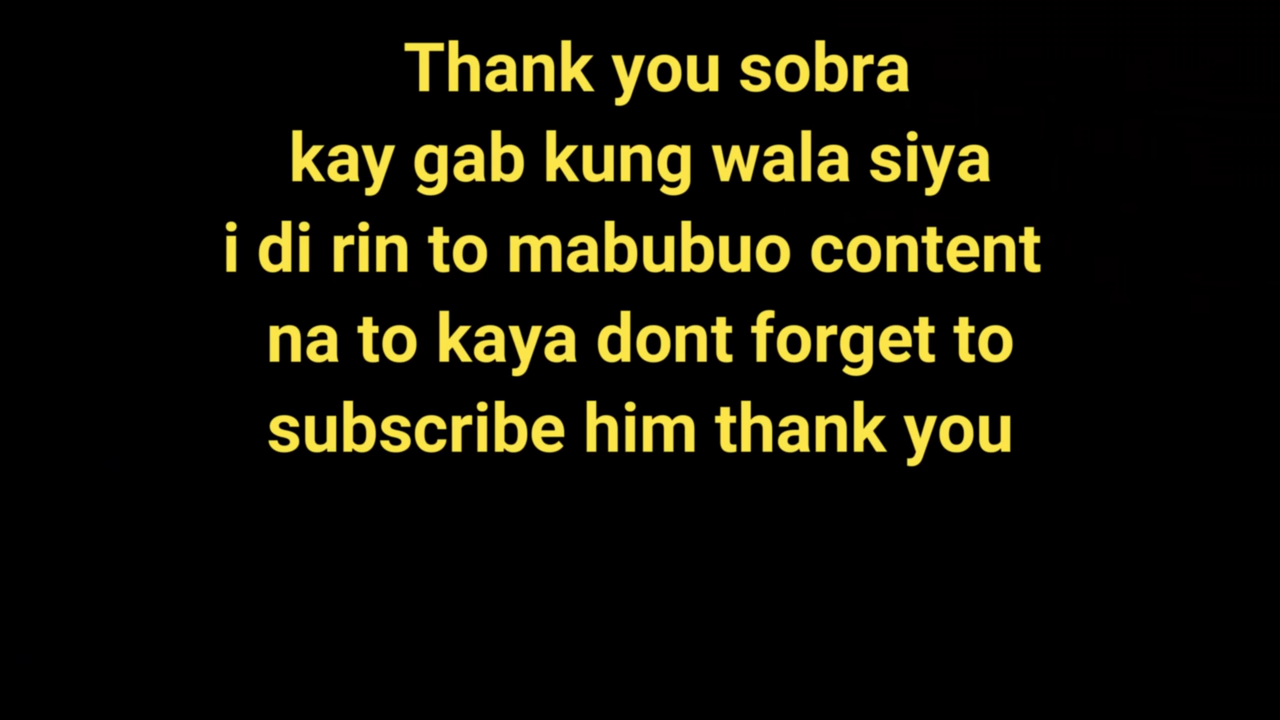 Thank you sobra
kay gab kung wala siya
i di rin to mabubuo content
na to kaya dont forget to
subscribe him thank you